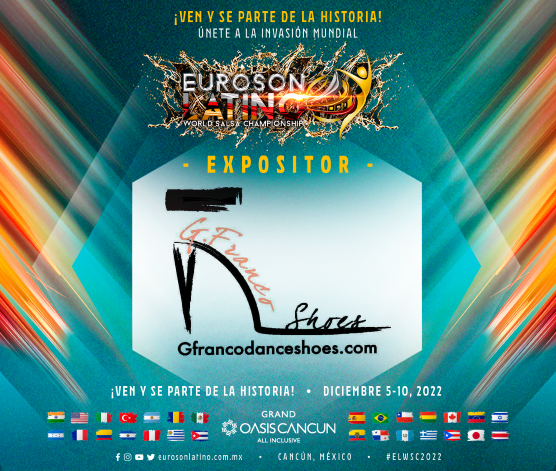 ¡VEN Y SE PARTE DE LA HISTORIA!
ÚNETE A LA INVASIÓN MUNDIAL
EUROSON
LATINO
WORLD SALSA CHAMPIONSHIP
- EXPOSITOR -
G.Franco
Shoes
Gfrancodanceshoes.com
¡VEN Y SE PARTE DE LA HISTORIA! • DICIEMBRE 5-10, 2022
GRAND
OASIS CANCUN
ALL INCLUSIVE
eurosonlatino.com.mx • CANCÚN, MÉXICO • #ELWSC2022